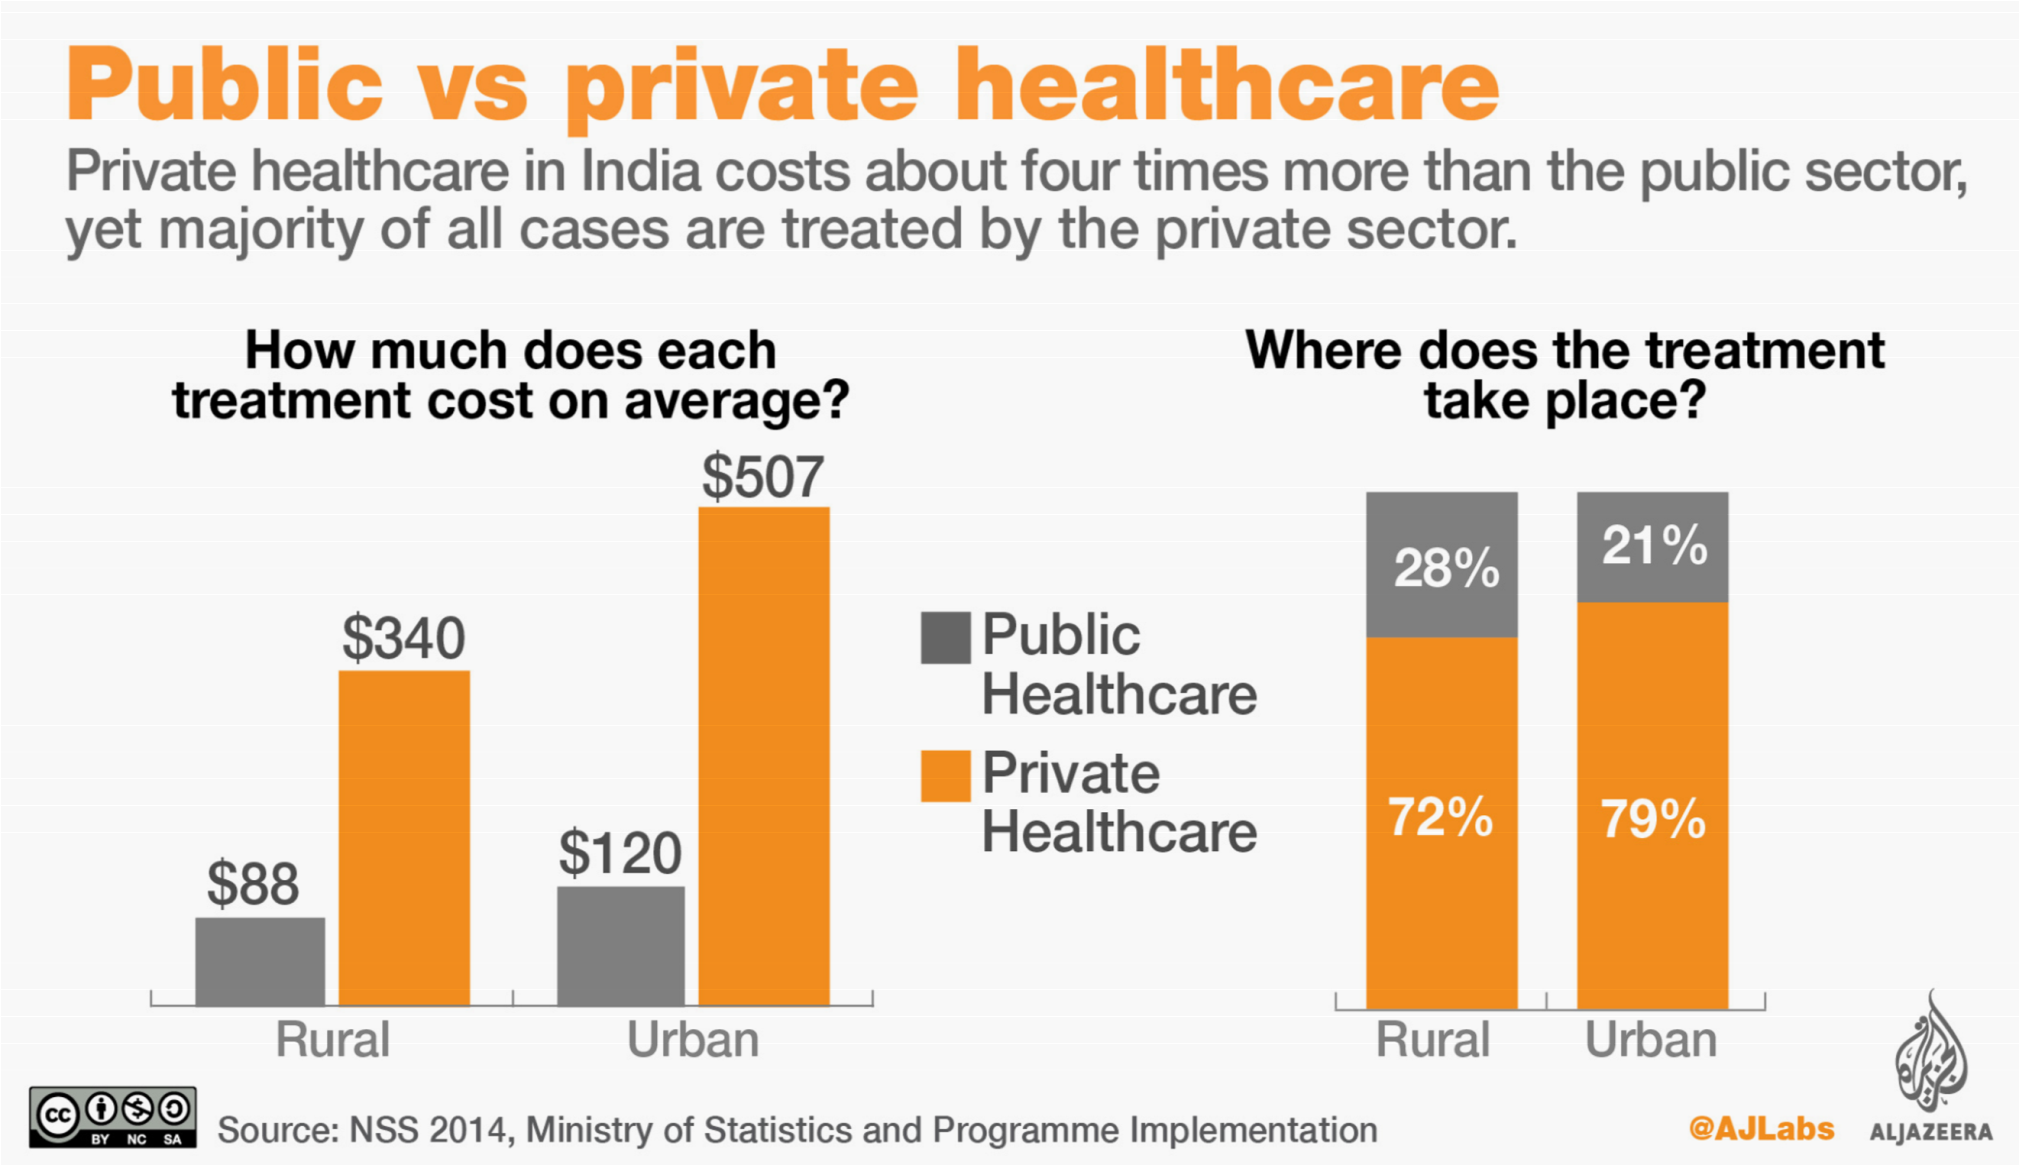 Public vs private healthcare
Private healthcare in India costs about four times more than the public sector,
yet majority of all cases are treated by the private sector.
How much does each
treatment cost on average?
$88
$340
$120
$507
Rural
Urban
Public
Healthcare
Private
Healthcare
Where does the treatment
take place?
28%
21%
72%
79%
Rural
Urban
cc
BY NC SA
Source: NSS 2014, Ministry of Statistics and Programme Implementation
@AJLabs
ALJAZEERA